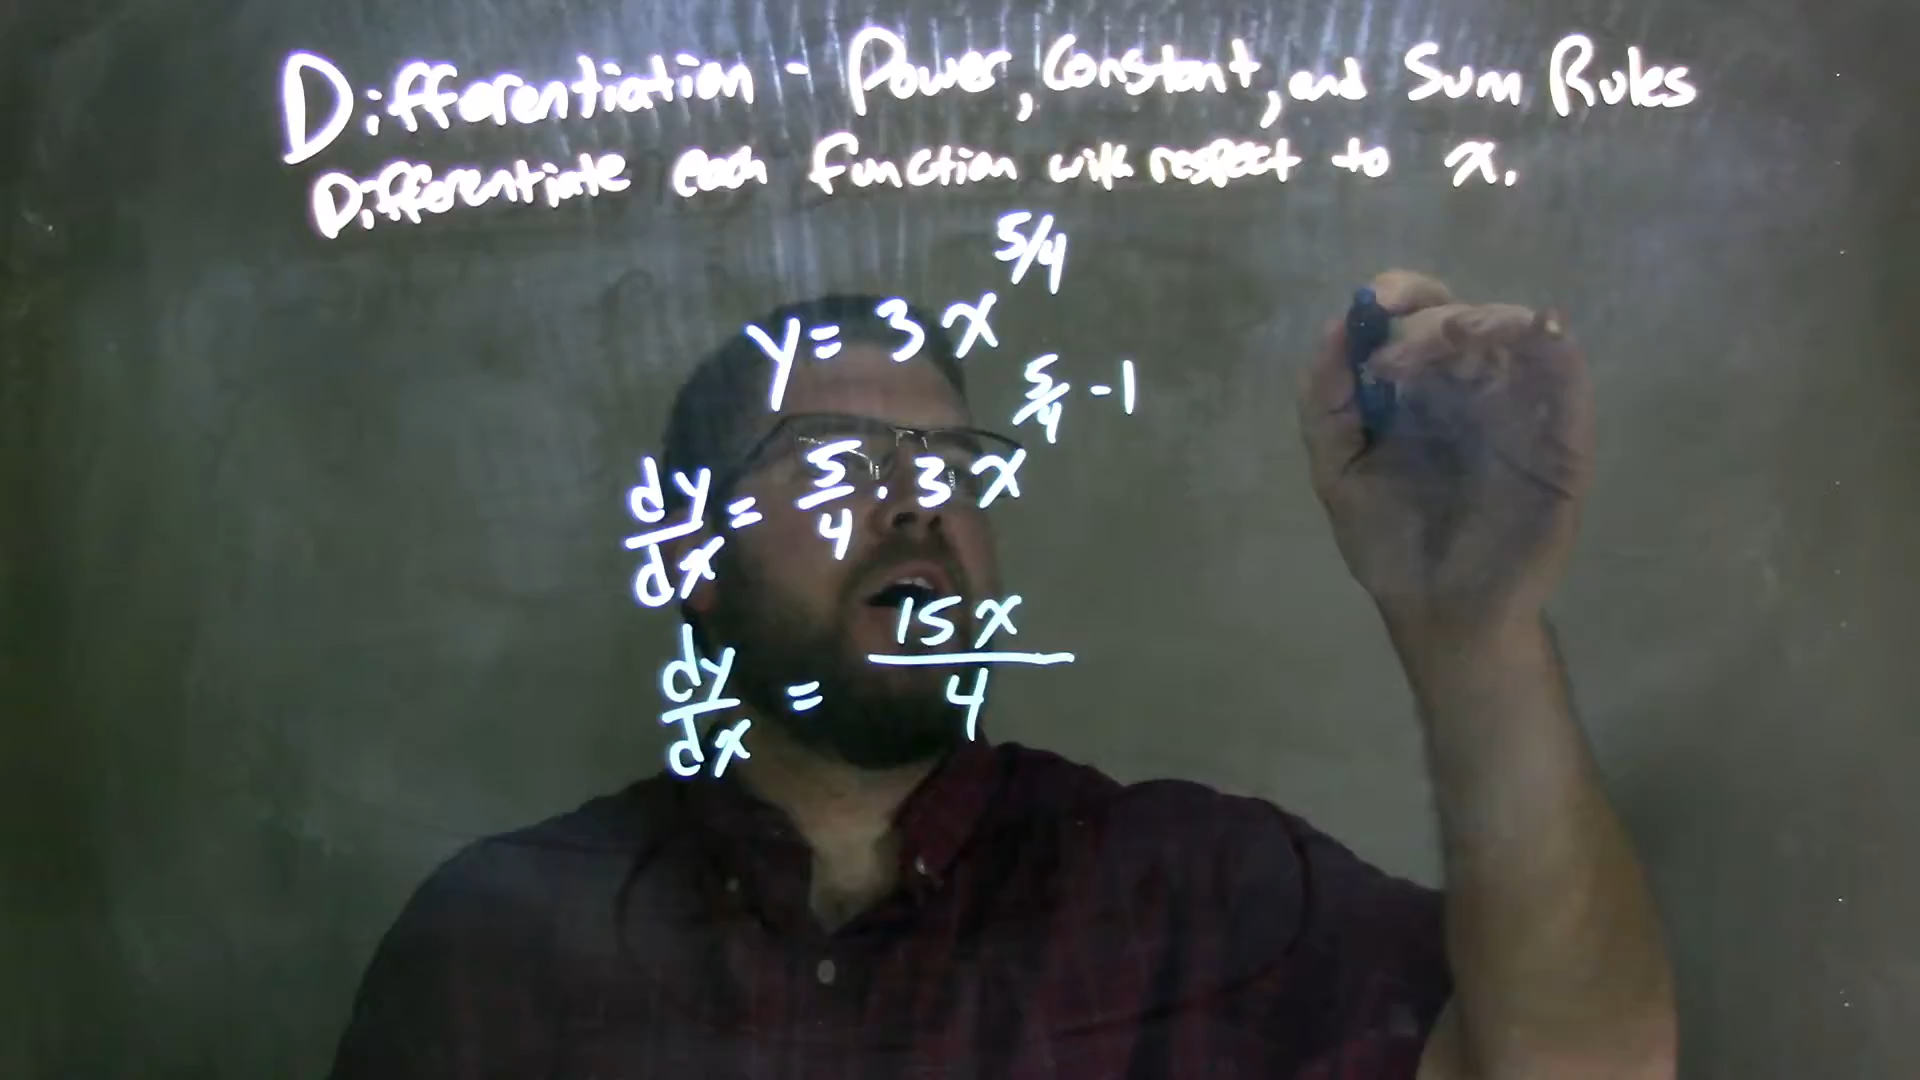 Differentiation - Power, Constant, and Sum Rules
Differentiate each function with respect to x.
y = 3x^5/4
dy/dx = 5/4 · 3x^5/4 - 1
dy/dx = 15x/4